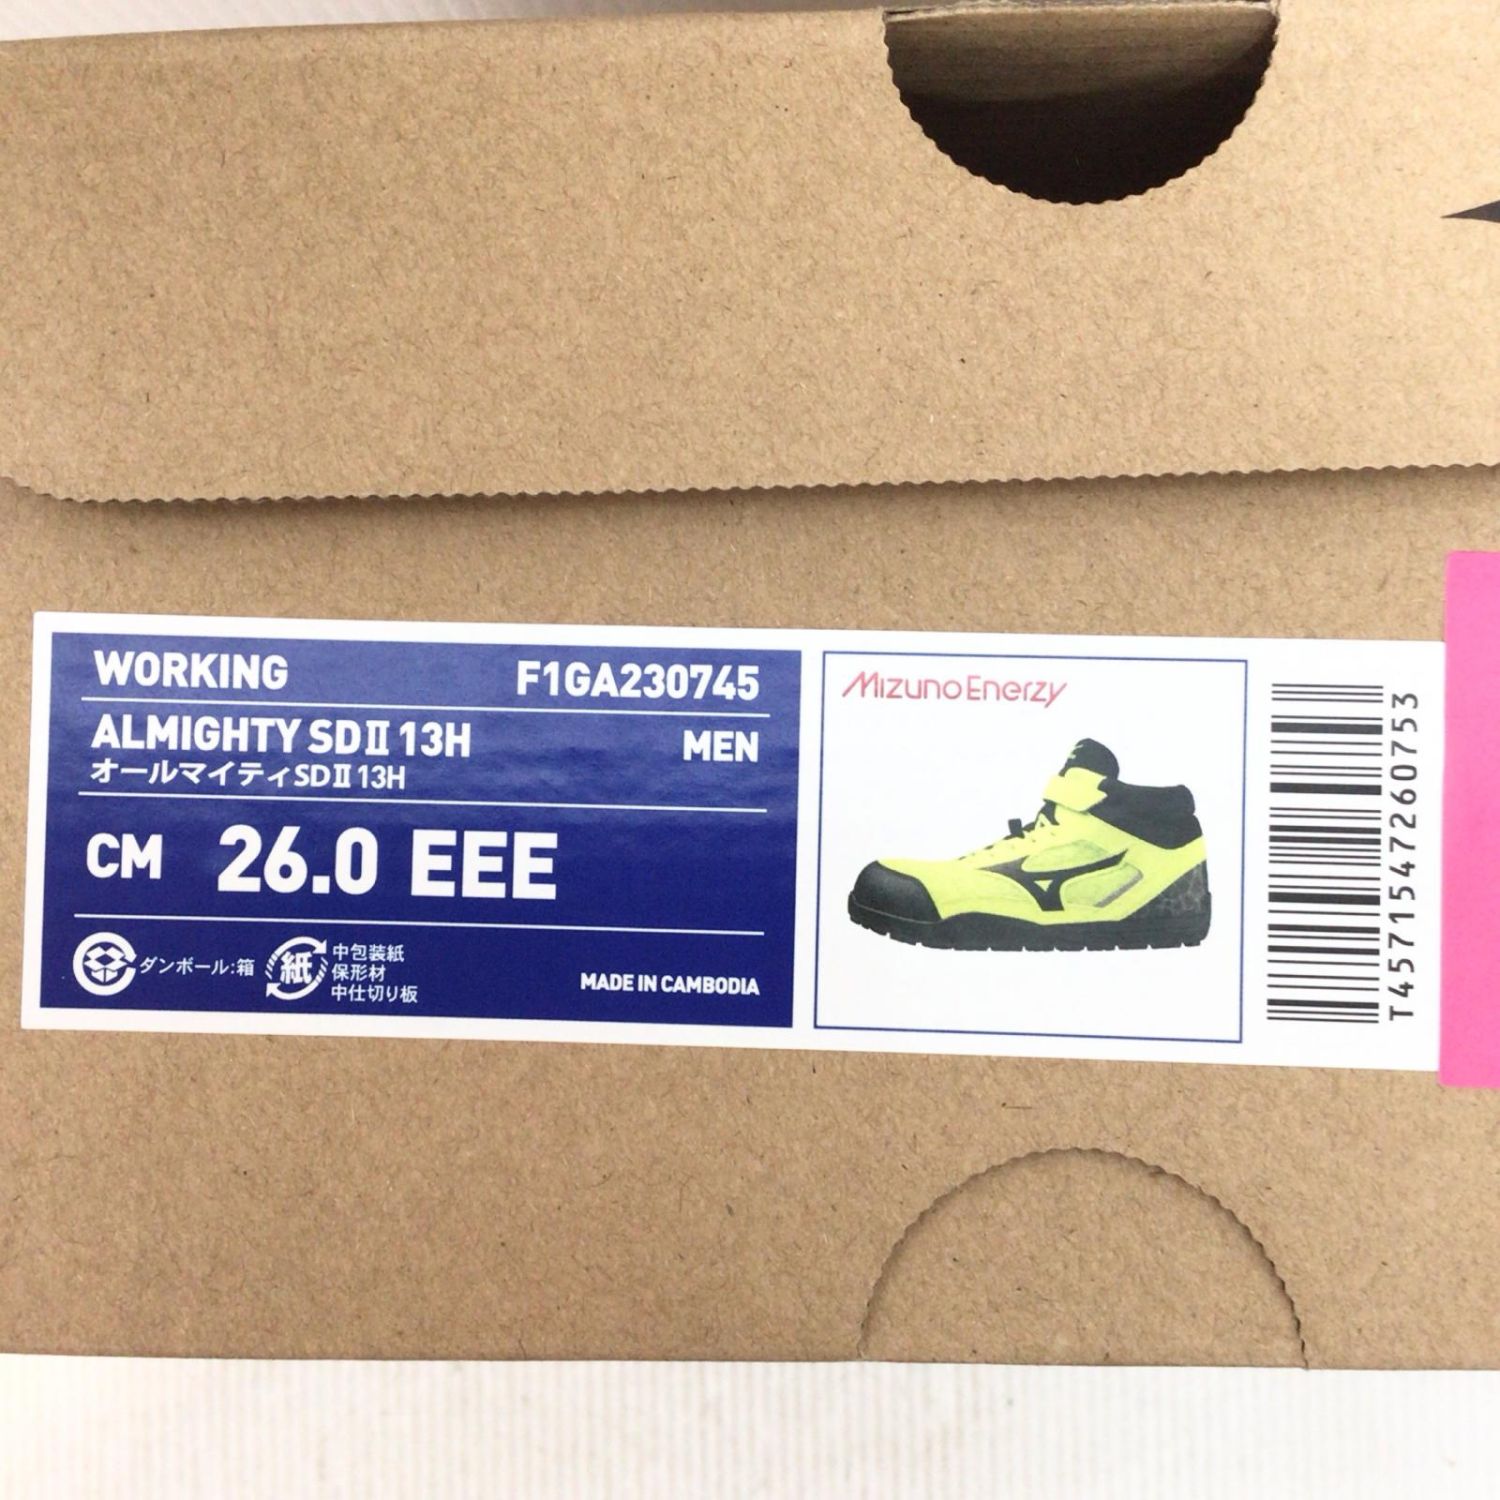 WORKING F1GA230745
ALMIGHTY SDⅡ 13H MEN
オールマイティSDⅡ 13H
CM 26.0 EEE
ダンボール:箱
紙
中包装紙
保形材
中仕切り板
MADE IN CAMBODIA
MIZUNO ENERZY
T4571547260753